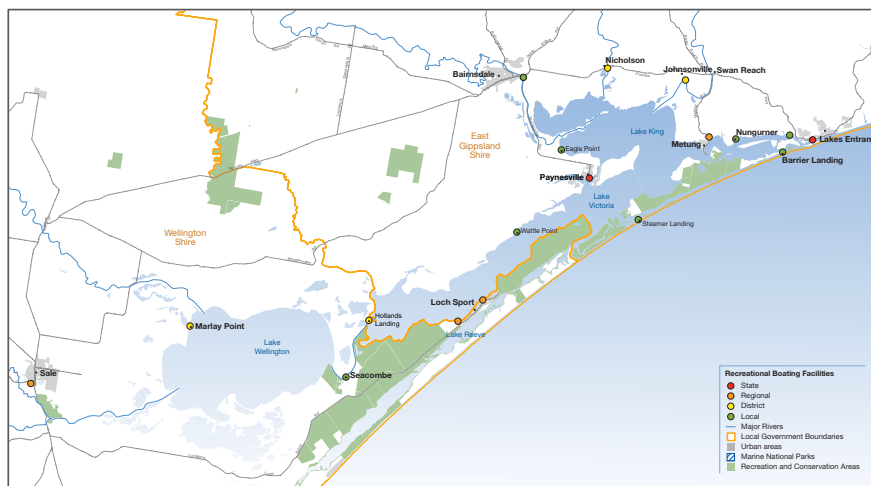 Nicholson
Johnsonville
Swan Reach
Bairnsdale
East
Gippsland
Shire
Lake King
Eagle Point
Metung
Nungurner
Lakes Entran
Barrier Landing
Paynesville
Lake
Victoria
Steamer Landing
Wattle Point
Wellington
Shire
Loch Sport
Hollands
Landing
Lake Reeve
Marlay Point
Lake
Wellington
Seacombe
Sale
Recreational Boating Facilities
State
Regional
District
Local
Major Rivers
Local Government Boundaries
Urban areas
Marine National Parks
Recreation and Conservation Areas